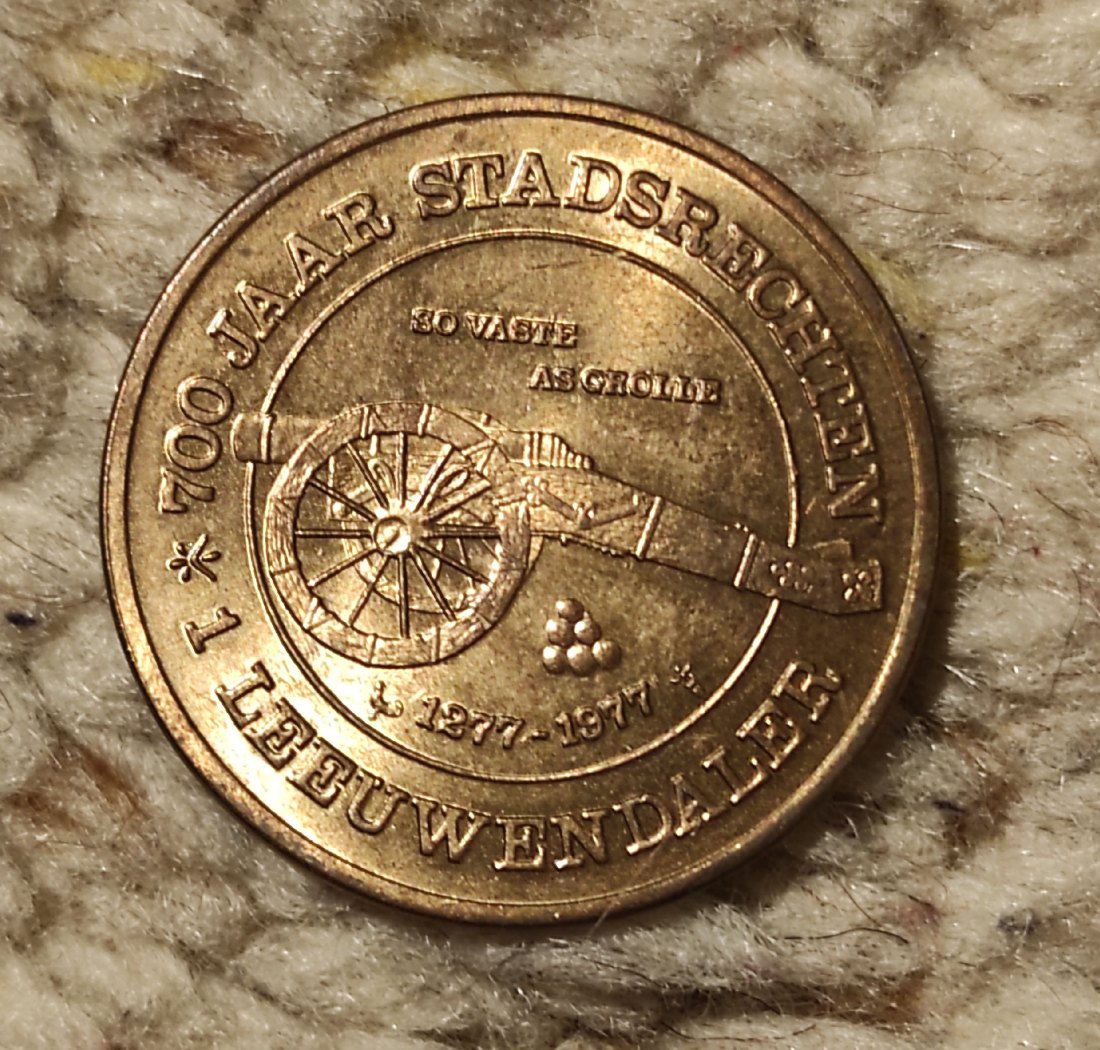 700 JAAR STADSRECHTEN
SO VASTE
AS GROLLE
1277-1977
1 LEEUWENDALER